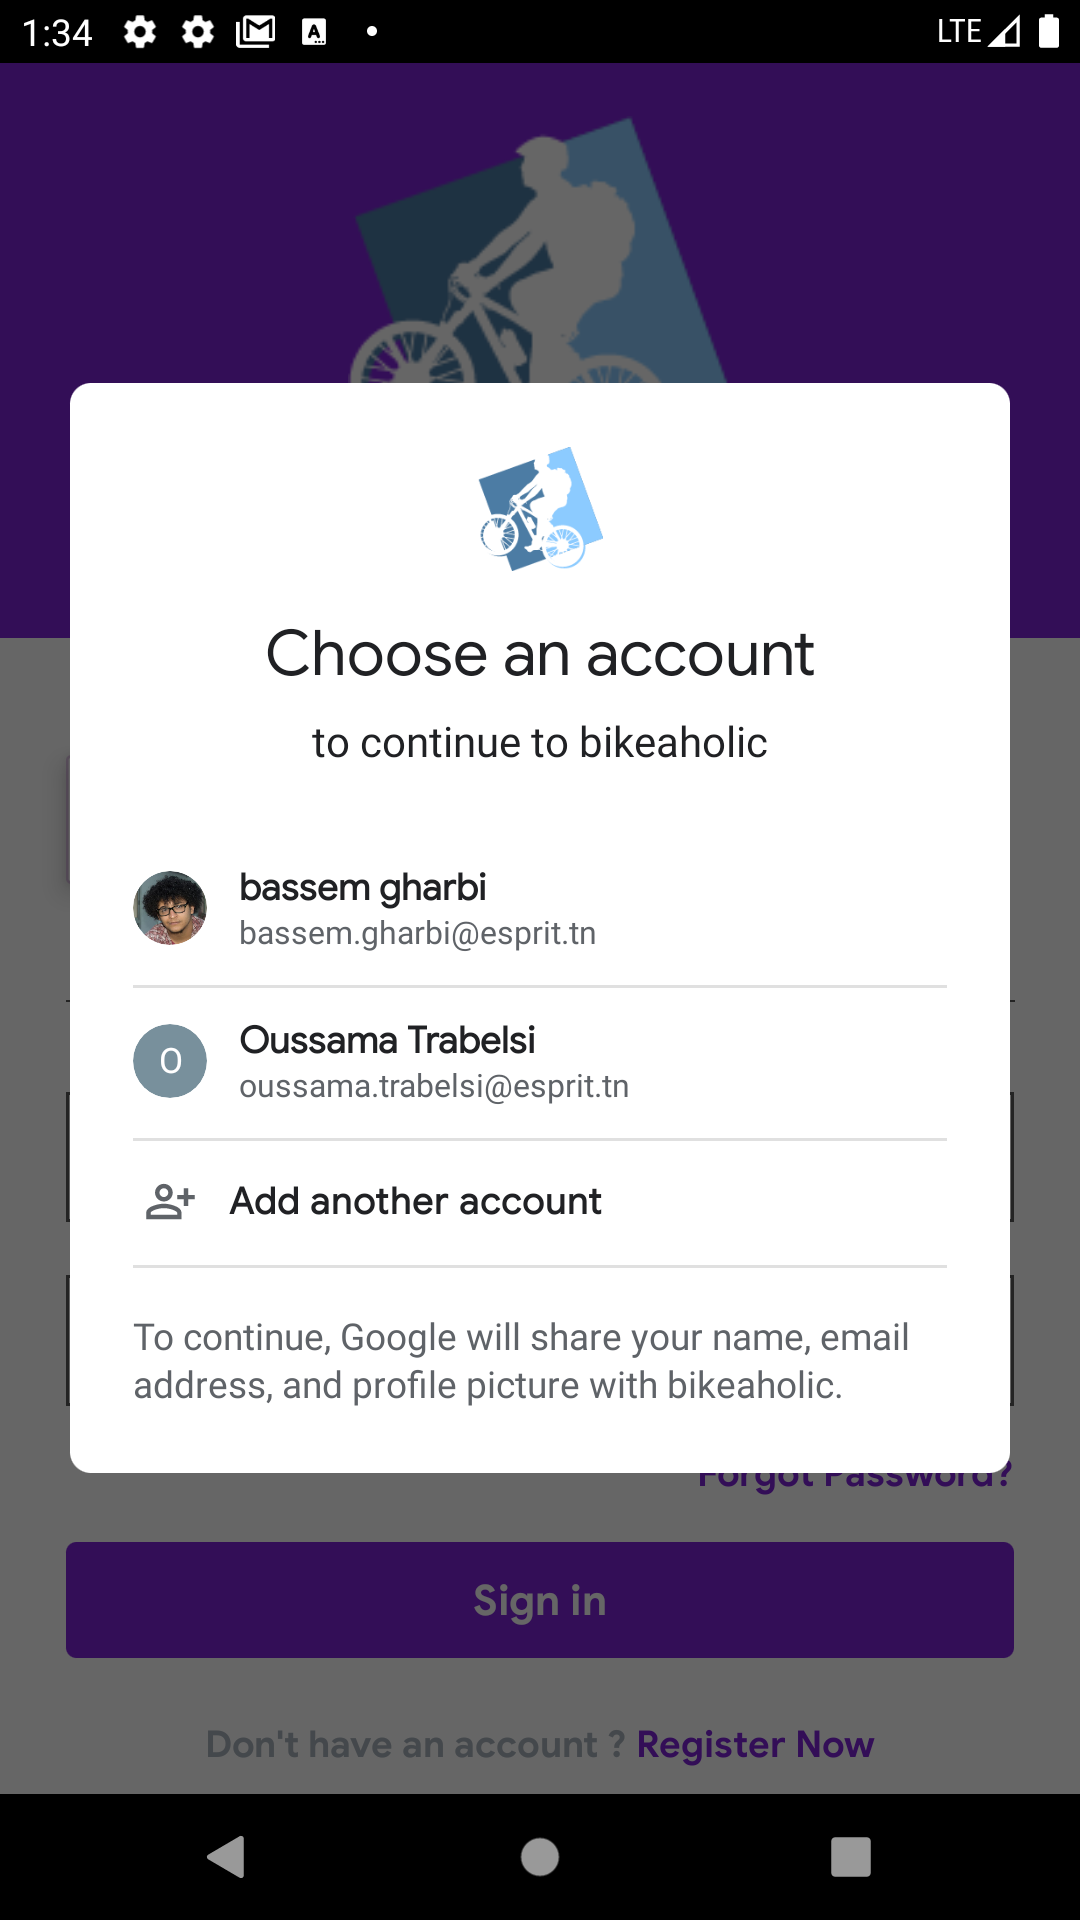 1:34
LTE
Choose an account
to continue to bikeaholic
bassem gharbi
bassem.gharbi@esprit.tn
O
Oussama Trabelsi
oussama.trabelsi@esprit.tn
Add another account
To continue, Google will share your name, email
address, and profile picture with bikeaholic.
Forgot Password?
Sign in
Don't have an account ? Register Now